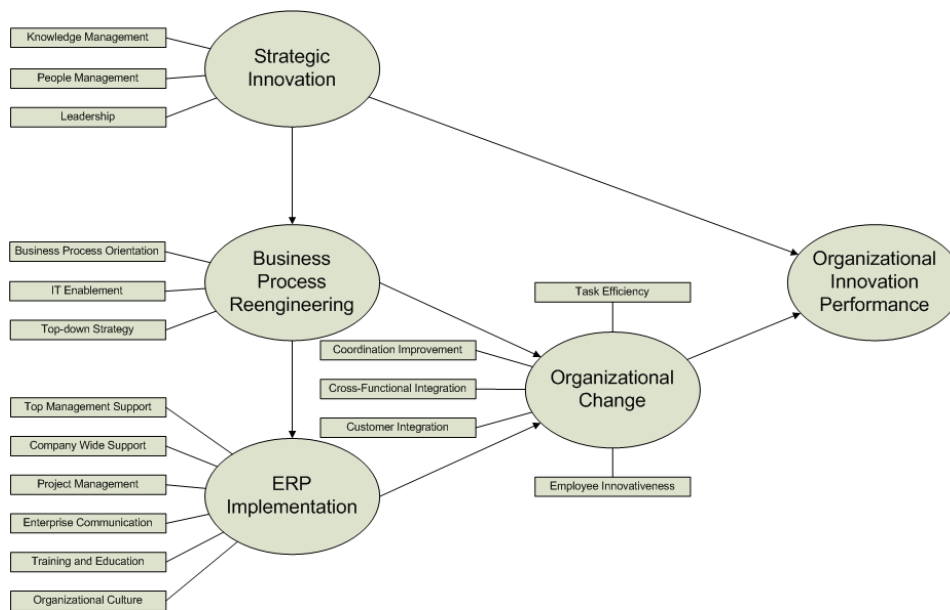 Knowledge Management
People Management
Leadership
Strategic
Innovation
Business Process Orientation
IT Enablement
Top-down Strategy
Business
Process
Reengineering
Organizational
Innovation
Performance
Task Efficiency
Coordination Improvement
Cross-Functional Integration
Customer Integration
Organizational
Change
Employee Innovativeness
Top Management Support
Company Wide Support
Project Management
Enterprise Communication
Training and Education
Organizational Culture
ERP
Implementation